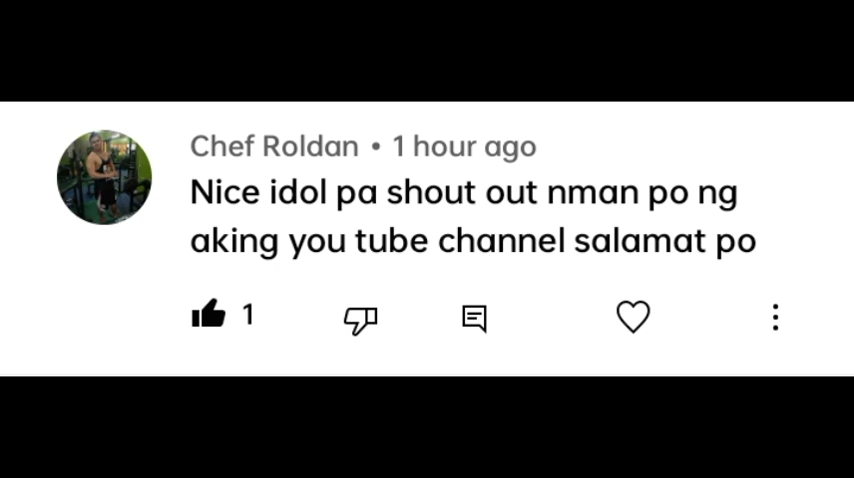 Chef Roldan • 1 hour ago
Nice idol pa shout out nman po ng
aking you tube channel salamat po
1